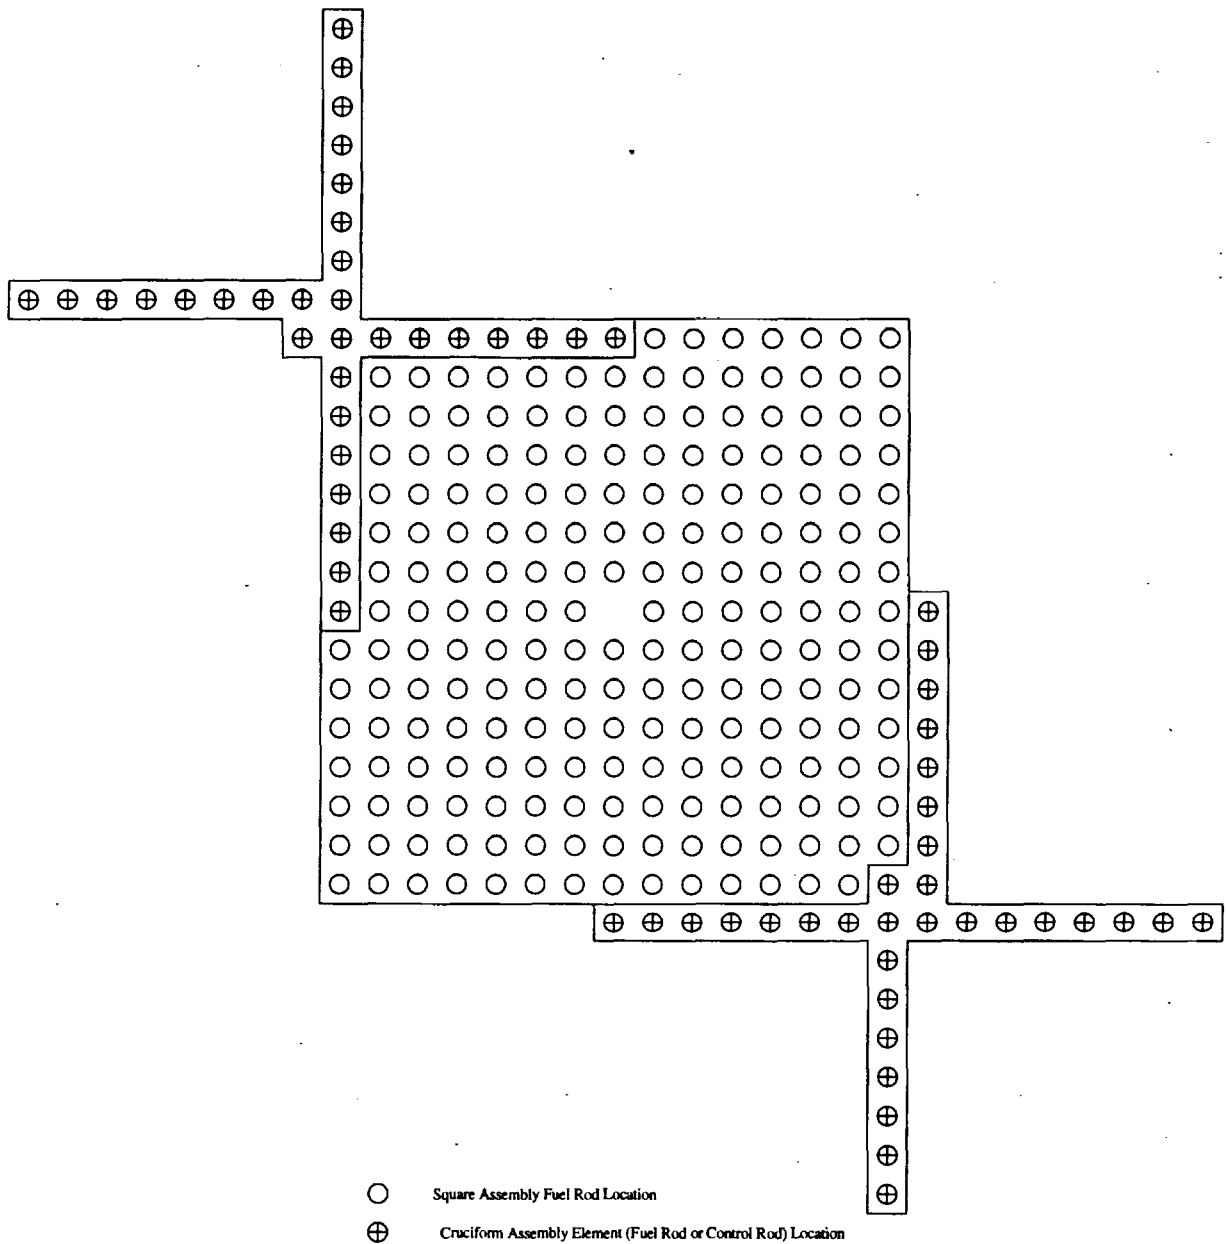 Square Assembly Fuel Rod Location
Cruciform Assembly Element (Fuel Rod or Control Rod) Location